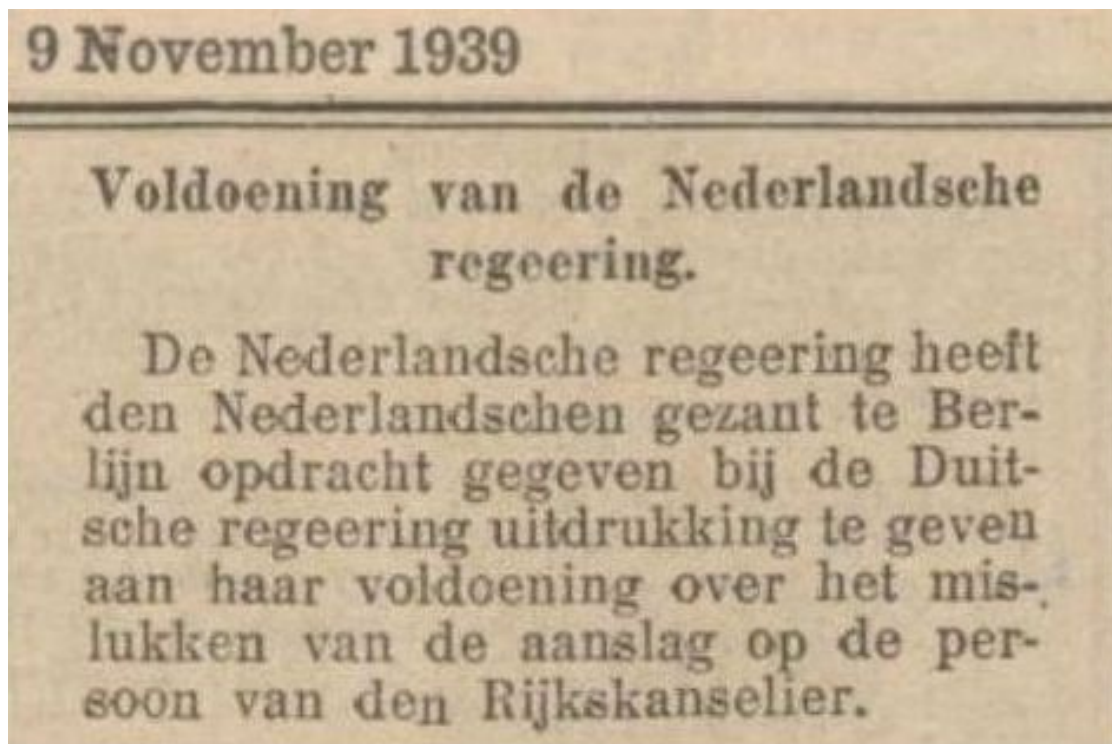 9 November 1939
Voldoening van de Nederlandsche
regeering.
De Nederlandsche regeering heeft
den Nederlandschen gezant te Ber-
lijn opdracht gegeven bij de Duit-
sche regeering uitdrukking te geven
aan haar voldoening over het mis-
lukken van de aanslag op de per-
soon van den Rijkskanselier.